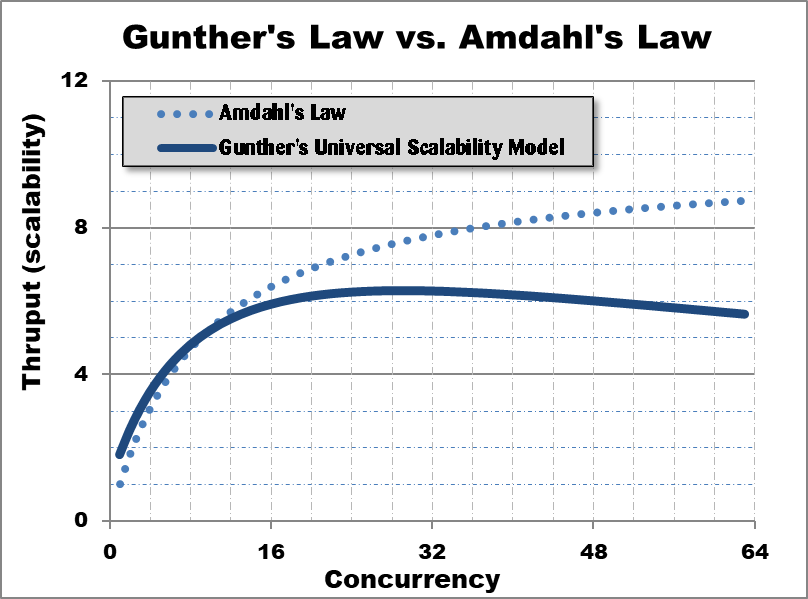 Gunther's Law vs. Amdahl's Law
12
Amdahl's Law
Gunther's Universal Scalability Model
8
4
0
Thruput (scalability)
0 16 32 48 64
Concurrency